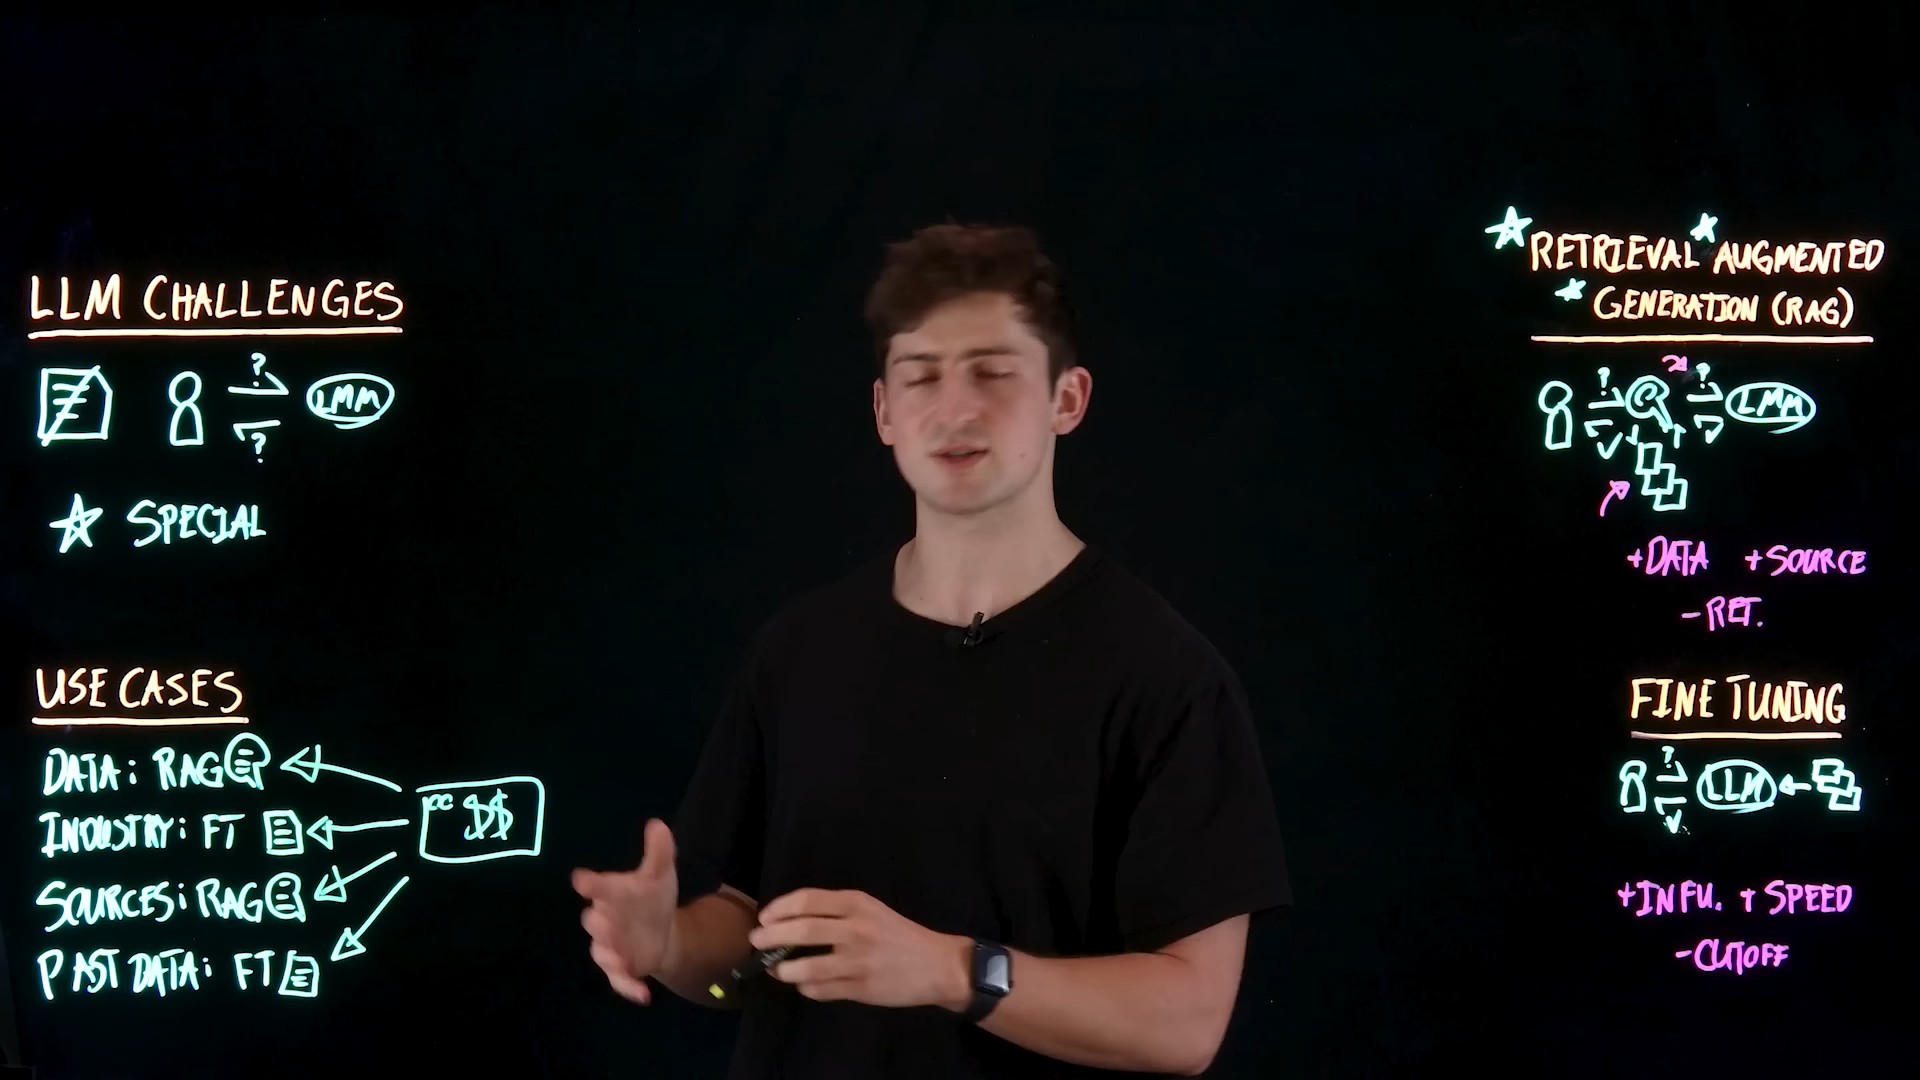 LLM CHALLENGES
?
LMM
?
SPECIAL
USE CASES
DATA: RAG
INDUSTRY: FT
SOURCES: RAG
PAST DATA: FT
$$
RETRIEVAL AUGMENTED
GENERATION (RAG)
? ?
LMM
+DATA +SOURCE
-RET.
FINE TUNING
?
LLM
+INFU. + SPEED
-CUTOFF